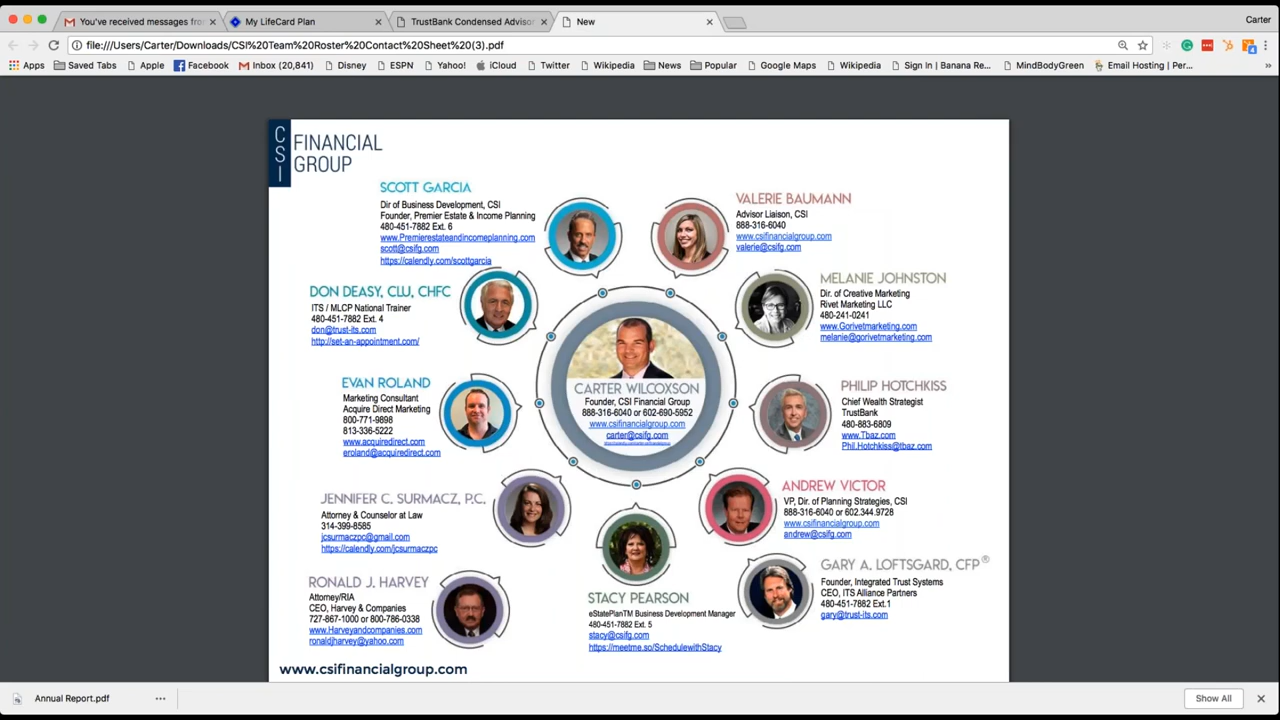 You've received messages fro
My LifeCard Plan
TrustBank Condensed Advisor
New
Carter
file:///Users/Carter/Downloads/CSI%20Team%20Roster%20Contact%20Sheet%20(3).pdf
Apps
Saved Tabs
Apple
Facebook
Inbox (20,841)
Disney
ESPN
Yahoo!
iCloud
Twitter
Wikipedia
News
Popular
Google Maps
Wikipedia
Sign In | Banana Re...
MindBodyGreen
Email Hosting | Per...
»
CSI
FINANCIAL
GROUP
SCOTT GARCIA
Dir of Business Development, CSI
Founder, Premier Estate & Income Planning
480-451-7882 Ext. 6
www.Premierestateandincomeplanning.com
scott@csifg.com
https://calendly.com/scottgarcia
VALERIE BAUMANN
Advisor Liaison, CSI
888-316-6040
www.csifinancialgroup.com
valerie@csifg.com
DON DEASY, CLU, CHFC
ITS / MLCP National Trainer
480-451-7882 Ext. 4
don@trust-its.com
http://set-an-appointment.com/
MELANIE JOHNSTON
Dir. of Creative Marketing
Rivet Marketing LLC
480-241-0241
www.Gorivetmarketing.com
melanie@gorivetmarketing.com
EVAN ROLAND
Marketing Consultant
Acquire Direct Marketing
800-771-9898
813-336-5222
www.acquiredirect.com
eroland@acquiredirect.com
CARTER WILCOXSON
Founder, CSI Financial Group
888-316-6040 or 602-690-5952
www.csifinancialgroup.com
carter@csifg.com
PHILIP HOTCHKISS
Chief Wealth Strategist
TrustBank
480-883-6809
www.Tbaz.com
Phil.Hotchkiss@tbaz.com
JENNIFER C. SURMACZ, P.C.
Attorney & Counselor at Law
314-399-8585
jcsurmaczpc@gmail.com
https://calendly.com/jcsurmaczpc
ANDREW VICTOR
VP, Dir. of Planning Strategies, CSI
888-316-6040 or 602.344.9728
www.csifinancialgroup.com
andrew@csifg.com
RONALD J. HARVEY
Attorney/RIA
CEO, Harvey & Companies
727-867-1000 or 800-786-0338
www.Harveyandcompanies.com
ronaldjharvey@yahoo.com
STACY PEARSON
eStatePlanTM Business Development Manager
480-451-7882 Ext. 5
stacy@csifg.com
https://meetme.so/SchedulewithStacy
GARY A. LOFTSGARD, CFP®
Founder, Integrated Trust Systems
CEO, ITS Alliance Partners
480-451-7882 Ext.1
gary@trust-its.com
www.csifinancialgroup.com
Annual Report.pdf
Show All